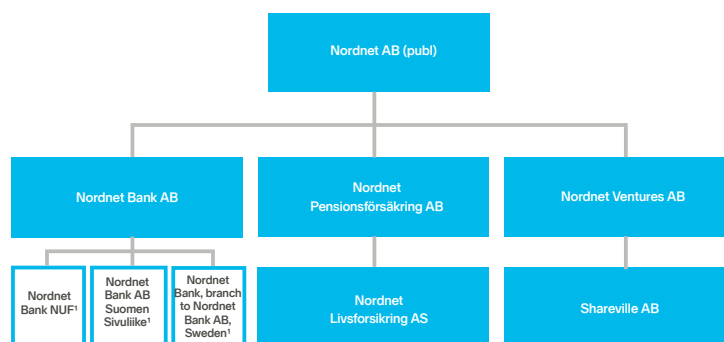 Nordnet AB (publ)
Nordnet Bank AB
Nordnet
Pensionsförsäkring AB
Nordnet Ventures AB
Nordnet
Bank NUF¹
Nordnet
Bank AB
Suomen
Sivuliike¹
Nordnet
Bank, branch
to Nordnet
Bank AB,
Sweden¹
Nordnet
Livsforsikring AS
Shareville AB